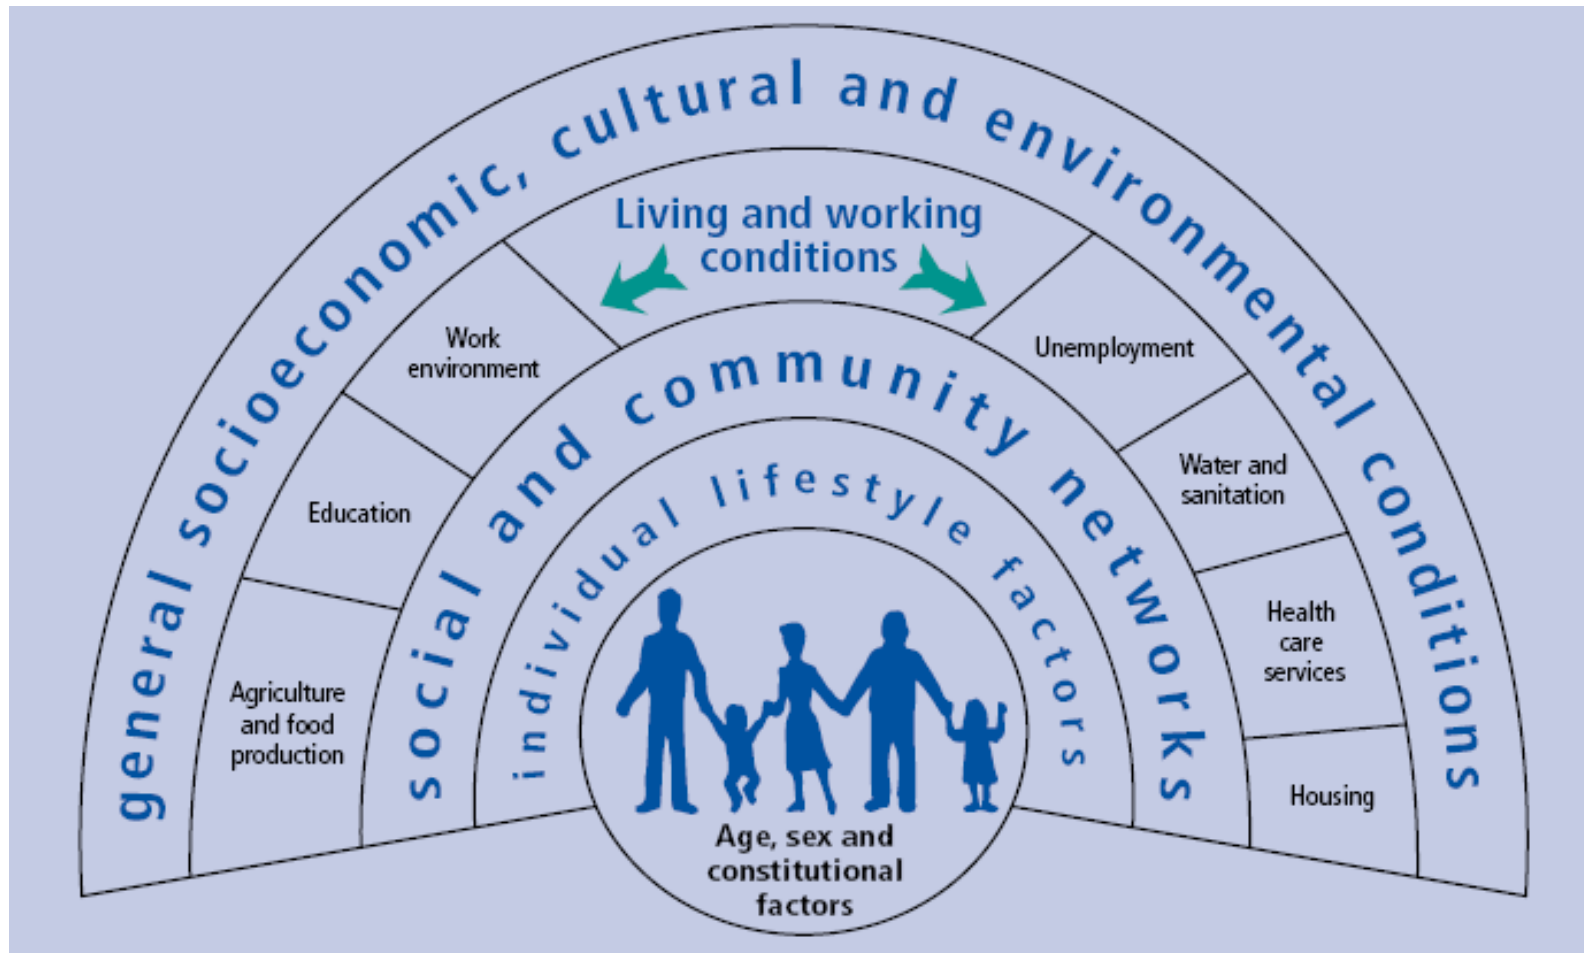 general socioeconomic, cultural and environmental conditions
Living and working
conditions
Work
environment
Education
Agriculture
and food
production
Unemployment
Water and
sanitation
Health
care
services
Housing
social and community networks
individual lifestyle factors
Age, sex and
constitutional
factors